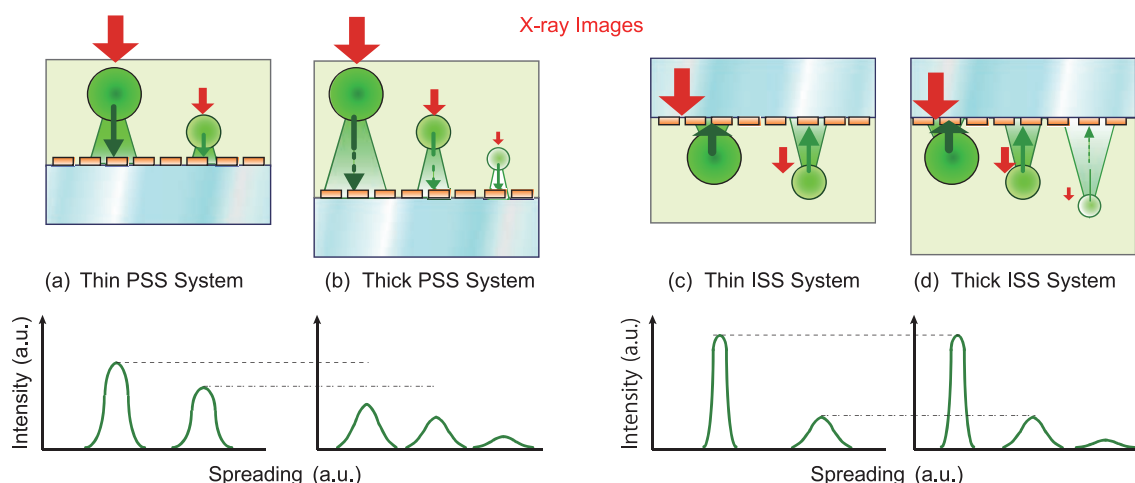 X-ray Images
(a) Thin PSS System
(b) Thick PSS System
(c) Thin ISS System
(d) Thick ISS System
Intensity (a.u.)
Intensity (a.u.)
Spreading (a.u.)
Spreading (a.u.)